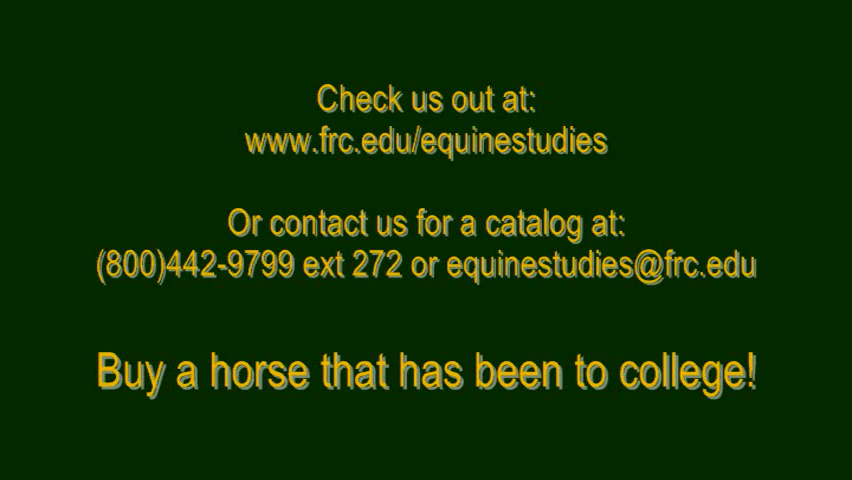 Check us out at:
www.frc.edu/equinestudies
Or contact us for a catalog at:
(800)442-9799 ext 272 or equinestudies@frc.edu
Buy a horse that has been to college!